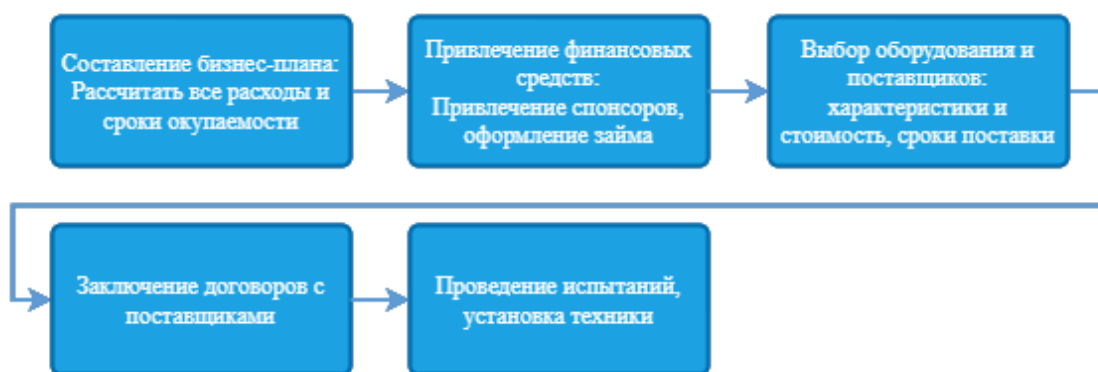 Составление бизнес-плана:
Рассчитать все расходы и
сроки окупаемости
Привлечение финансовых
средств:
Привлечение спонсоров,
оформление займа
Выбор оборудования и
поставщиков:
характеристики и
стоимость, сроки поставки
Заключение договоров с
поставщиками
Проведение испытаний,
установка техники